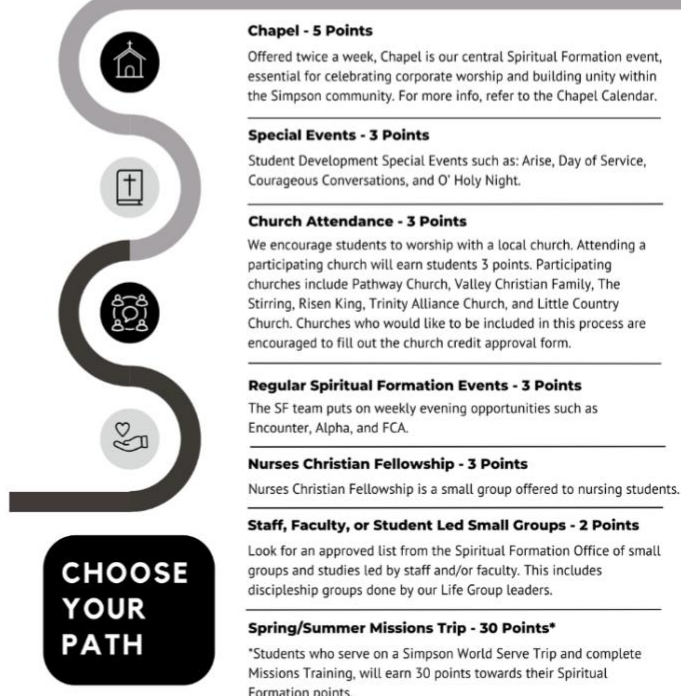 Chapel - 5 Points
Offered twice a week, Chapel is our central Spiritual Formation event,
essential for celebrating corporate worship and building unity within
the Simpson community. For more info, refer to the Chapel Calendar.
Special Events - 3 Points
Student Development Special Events such as: Arise, Day of Service,
Courageous Conversations, and O' Holy Night.
Church Attendance - 3 Points
We encourage students to worship with a local church. Attending a
participating church will earn students 3 points. Participating
churches include Pathway Church, Valley Christian Family, The
Stirring, Risen King, Trinity Alliance Church, and Little Country
Church. Churches who would like to be included in this process are
encouraged to fill out the church credit approval form.
Regular Spiritual Formation Events - 3 Points
The SF team puts on weekly evening opportunities such as
Encounter, Alpha, and FCA.
Nurses Christian Fellowship - 3 Points
Nurses Christian Fellowship is a small group offered to nursing students.
Staff, Faculty, or Student Led Small Groups - 2 Points
Look for an approved list from the Spiritual Formation Office of small
groups and studies led by staff and/or faculty. This includes
discipleship groups done by our Life Group leaders.
Spring/Summer Missions Trip - 30 Points*
*Students who serve on a Simpson World Serve Trip and complete
Missions Training, will earn 30 points towards their Spiritual
Formation points.
CHOOSE
YOUR
PATH